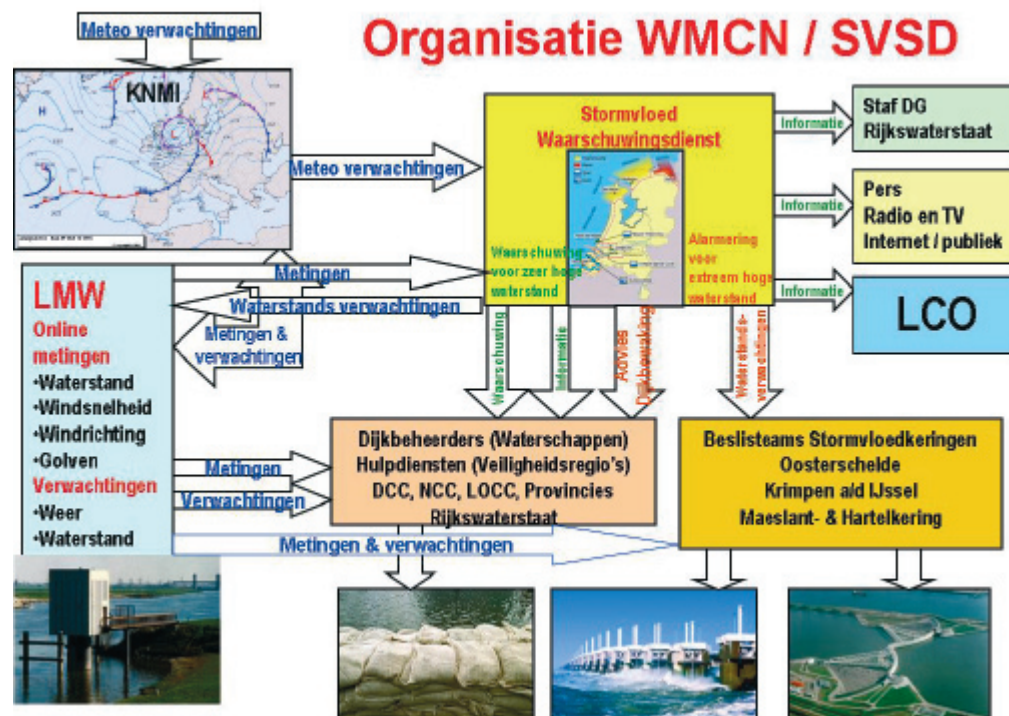 Meteo verwachtingen
Organisatie WMCN / SVSD
KNMI
Meteo verwachtingen
Stormvloed
Waarschuwingsdienst
Waarschuwing
voor zeer hoge
waterstand
Alarmering
voor
extreem hoge
waterstand
Informatie
Staf DG
Rijkswaterstaat
Informatie
Pers
Radio en TV
Internet / publiek
Informatie
LCO
LMW
Online
metingen
•Waterstand
•Windsnelheid
•Windrichting
•Golven
Verwachtingen
•Weer
•Waterstand
Metingen
Waterstands verwachtingen
Metingen &
verwachtingen
Waarschuwing
Informatie
Advies
Dijkbewaking
Waterstands-
verwachtingen
Metingen
Verwachtingen
Metingen & verwachtingen
Dijkbeheerders (Waterschappen)
Hulpdiensten (Veiligheidsregio's)
DCC, NCC, LOCC, Provincies
Rijkswaterstaat
Beslisteams Stormvloedkeringen
Oosterschelde
Krimpen a/d IJssel
Maeslant- & Hartelkering